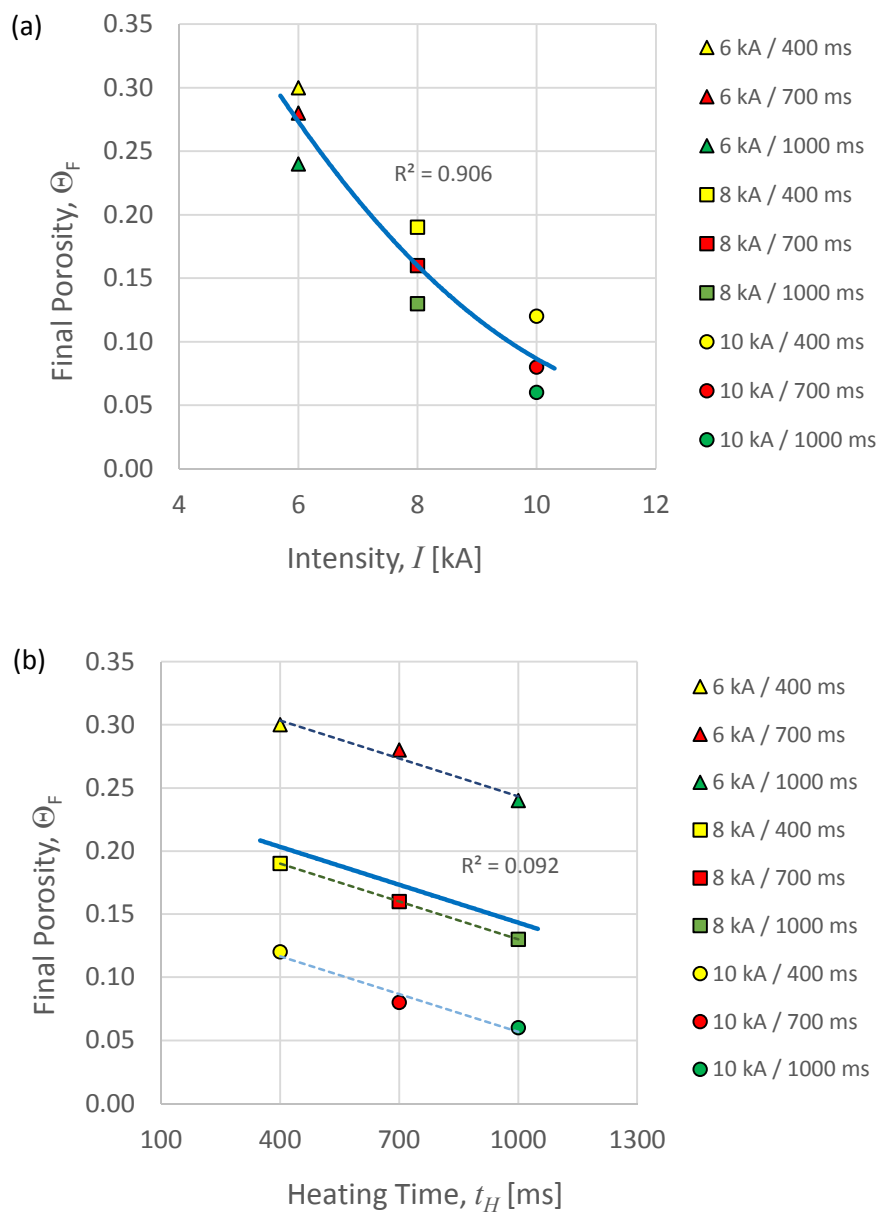 (a)
0.35
0.30
0.25
0.20
0.15
0.10
0.05
0.00
Final Porosity, Θ_F
R² = 0.906
4 6 8 10 12
Intensity, I [kA]
6 kA / 400 ms
6 kA / 700 ms
6 kA / 1000 ms
8 kA / 400 ms
8 kA / 700 ms
8 kA / 1000 ms
10 kA / 400 ms
10 kA / 700 ms
10 kA / 1000 ms
(b)
0.35
0.30
0.25
0.20
0.15
0.10
0.05
0.00
Final Porosity, Θ_F
R² = 0.092
100 400 700 1000 1300
Heating Time, t_H [ms]
6 kA / 400 ms
6 kA / 700 ms
6 kA / 1000 ms
8 kA / 400 ms
8 kA / 700 ms
8 kA / 1000 ms
10 kA / 400 ms
10 kA / 700 ms
10 kA / 1000 ms